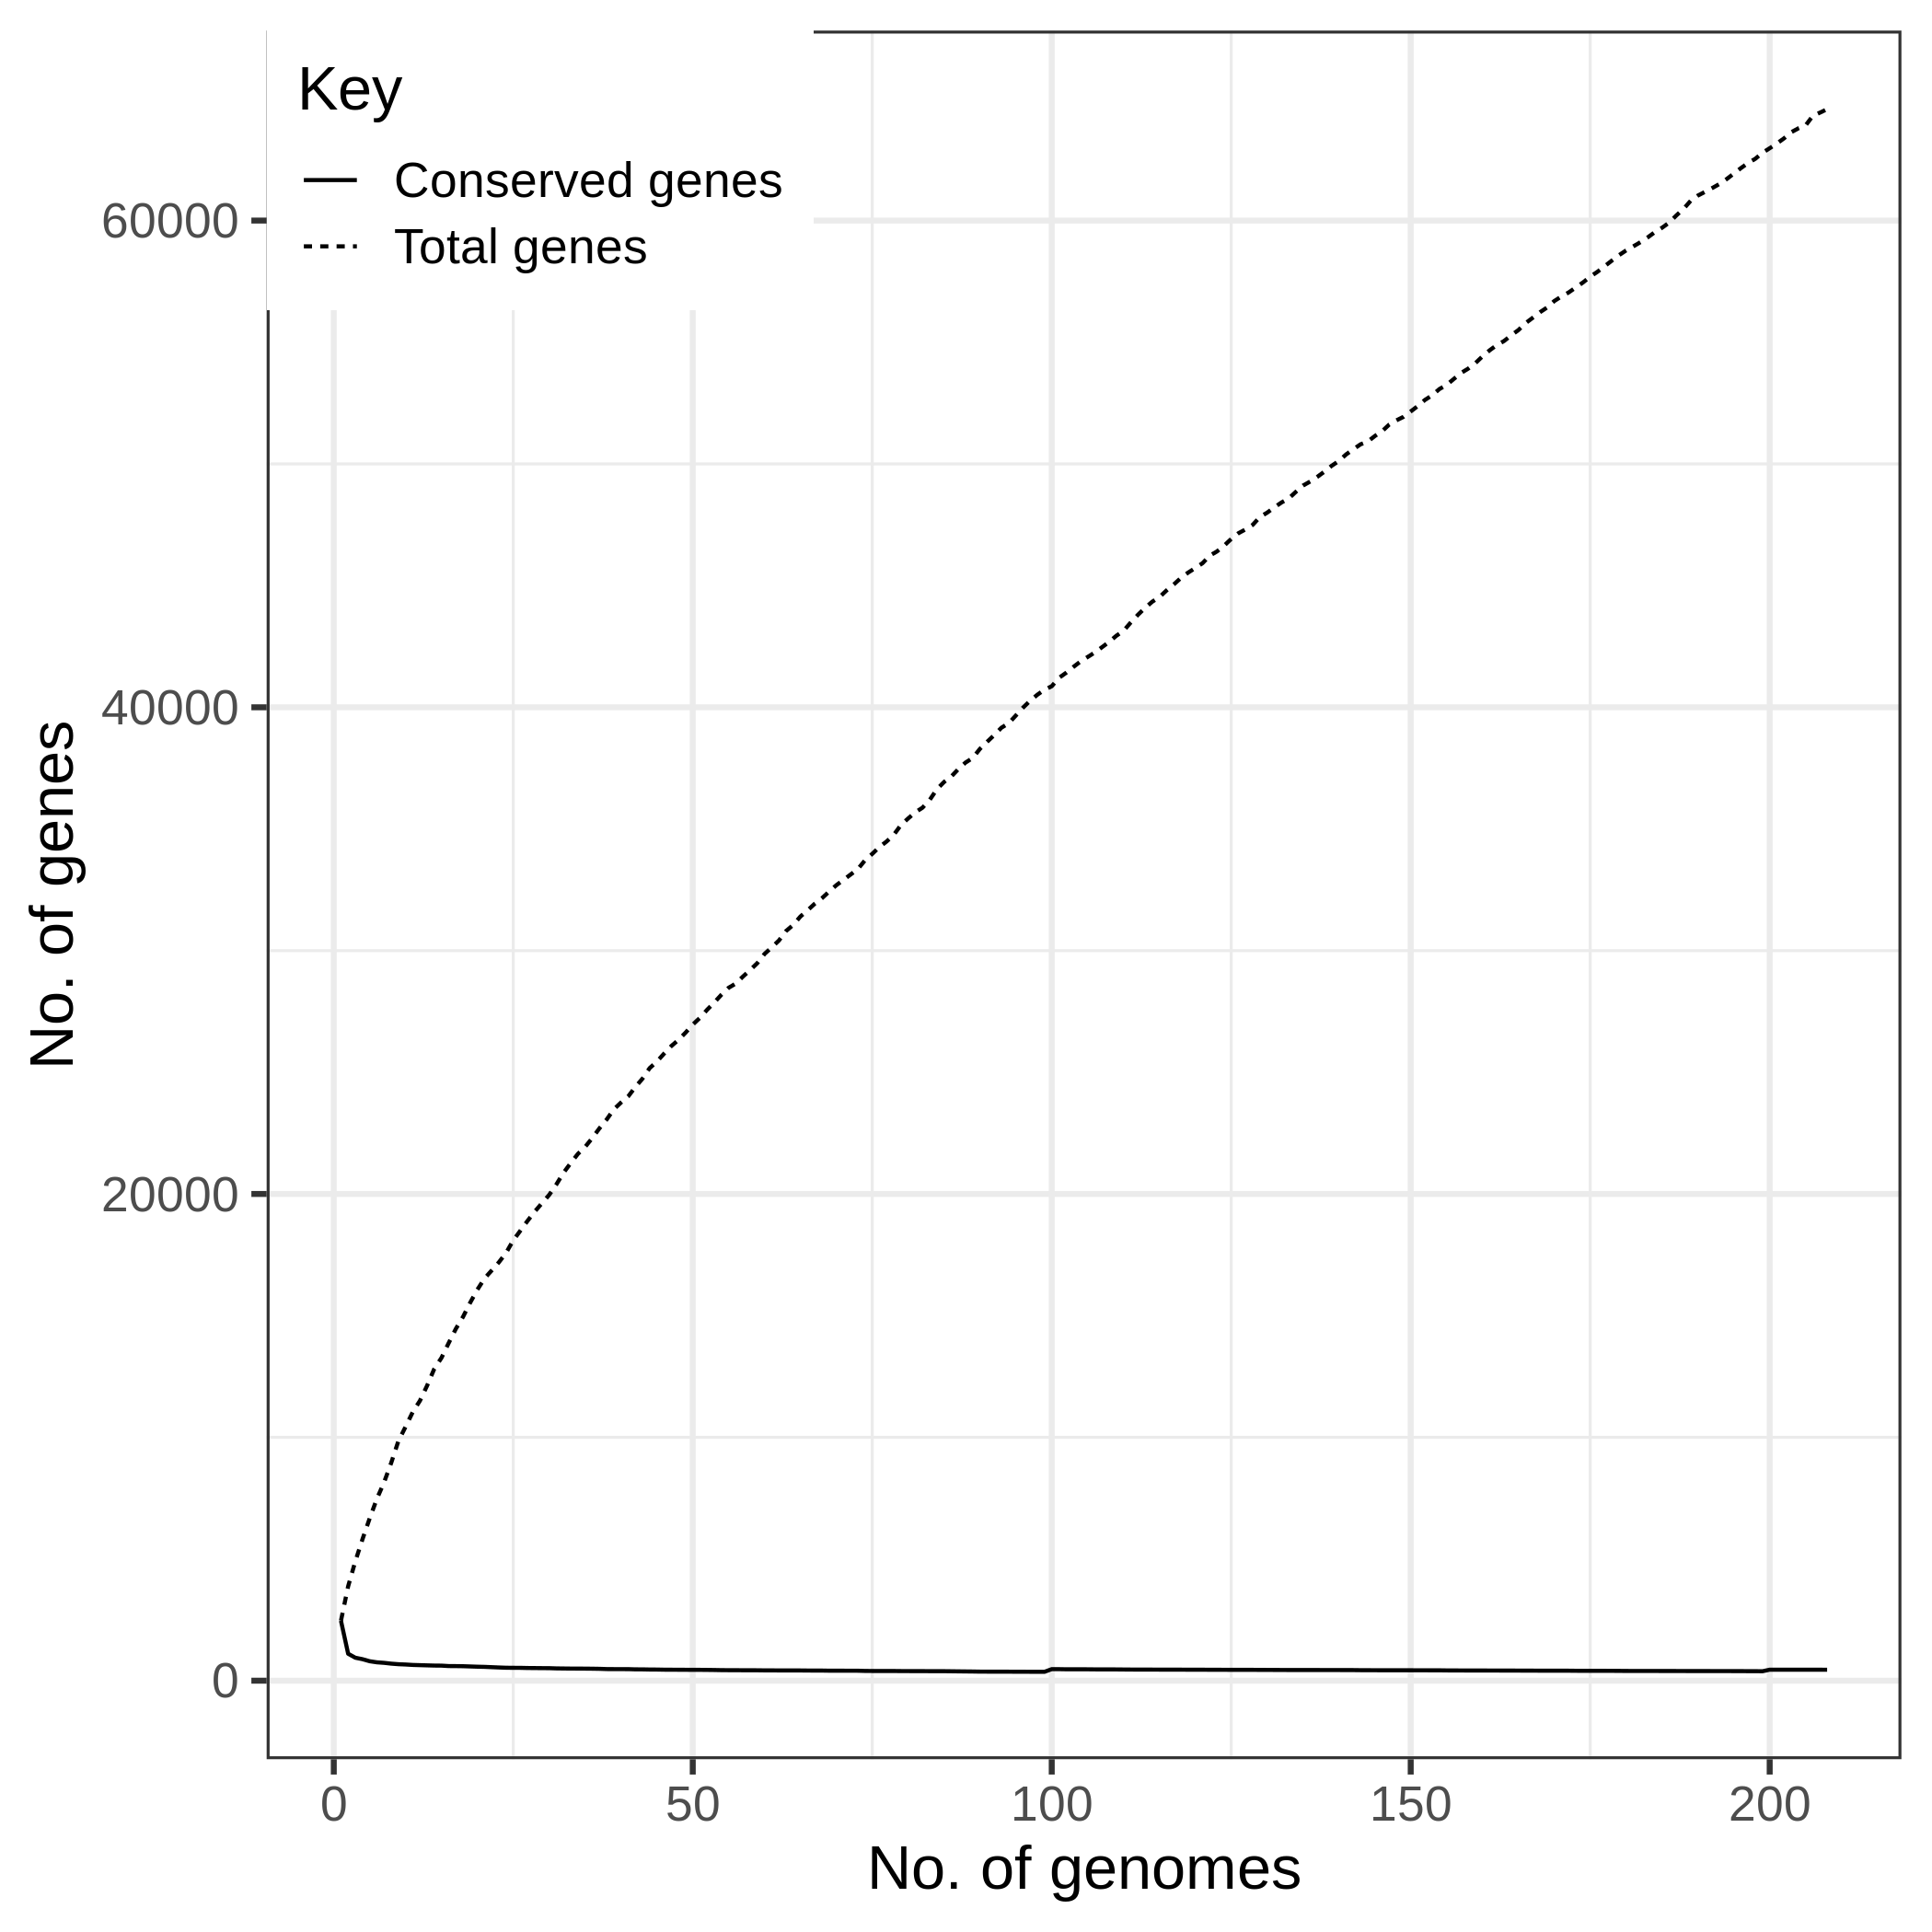 Key
Conserved genes
Total genes
60000
40000
20000
0
No. of genes
0 50 100 150 200
No. of genomes